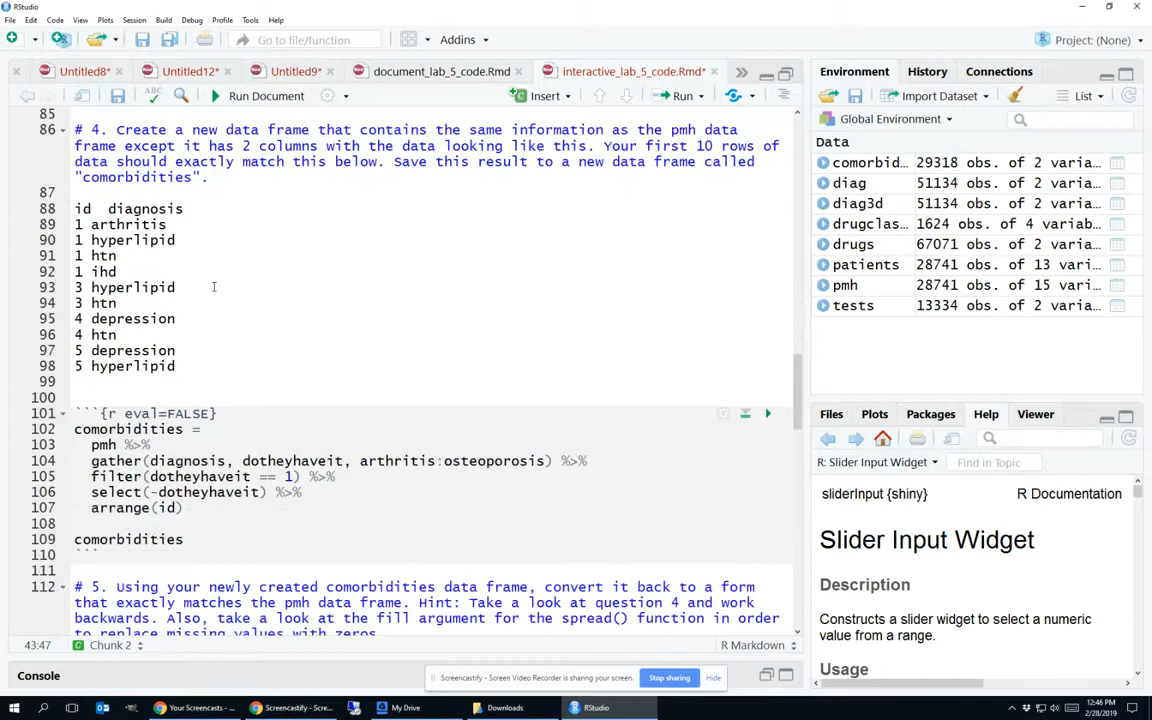 RStudio
File Edit Code View Plots Session Build Debug Profile Tools Help
Go to file/function Addins Project: (None)
Untitled8* Untitled12* Untitled9* document_lab_5_code.Rmd interactive_lab_5_code.Rmd*
Run Document Insert Run
85
86 # 4. Create a new data frame that contains the same information as the pmh data
frame except it has 2 columns with the data looking like this. Your first 10 rows of
data should exactly match this below. Save this result to a new data frame called
"comorbidities".
87
88 id diagnosis
89 1 arthritis
90 1 hyperlipid
91 1 htn
92 1 ihd
93 3 hyperlipid
94 3 htn
95 4 depression
96 4 htn
97 5 depression
98 5 hyperlipid
99
100
101 ```{r eval=FALSE}
102 comorbidities =
103 pmh %>%
104 gather(diagnosis, dotheyhaveit, arthritis:osteoporosis) %>%
105 filter(dotheyhaveit == 1) %>%
106 select(-dotheyhaveit) %>%
107 arrange(id)
108
109 comorbidities
110 ```
111
112 # 5. Using your newly created comorbidities data frame, convert it back to a form
that exactly matches the pmh data frame. Hint: Take a look at question 4 and work
backwards. Also, take a look at the fill argument for the spread() function in order
to replace missing values with zeros.
43:47 Chunk 2 R Markdown
Console
Environment History Connections
Import Dataset List
Global Environment
Data
comorbid… 29318 obs. of 2 varia…
diag 51134 obs. of 2 varia…
diag3d 51134 obs. of 2 varia…
drugclas… 1624 obs. of 4 variab…
drugs 67071 obs. of 2 varia…
patients 28741 obs. of 13 vari…
pmh 28741 obs. of 15 vari…
tests 13334 obs. of 2 varia…
Files Plots Packages Help Viewer
R: Slider Input Widget Find in Topic
sliderInput {shiny} R Documentation
Slider Input Widget
Description
Constructs a slider widget to select a numeric
value from a range.
Usage
Screencastify - Screen Video Recorder is sharing your screen. Stop sharing Hide
Your Screencasts - ... Screencastify - Scre... My Drive Downloads RStudio
12:46 PM
2/28/2019